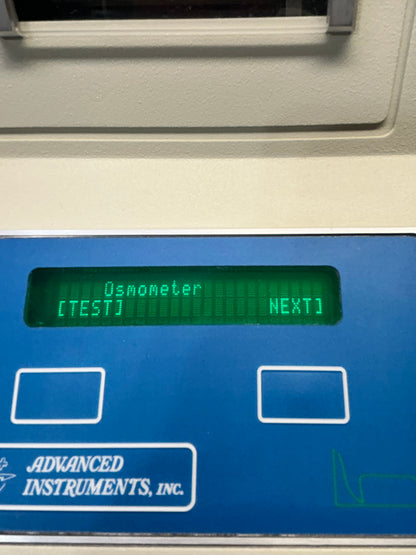 Osmometer
[TEST] NEXT]
ADVANCED
INSTRUMENTS, INC.